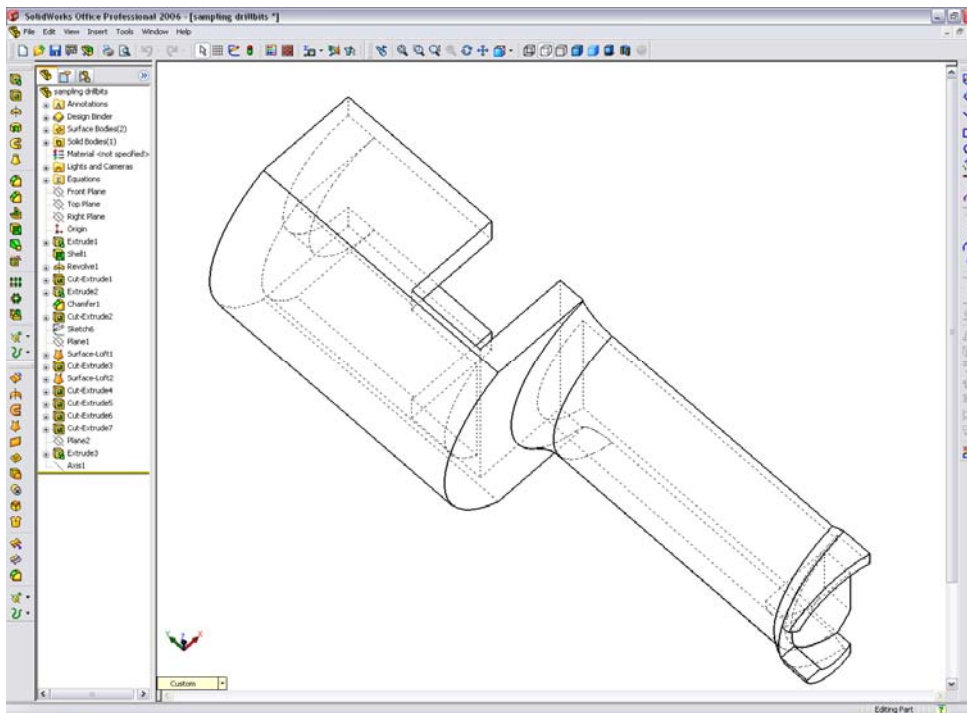 SolidWorks Office Professional 2006 - [sampling drillbits *]
File Edit View Insert Tools Window Help
sampling drillbits
Annotations
Design Binder
Surface Bodies(2)
Solid Bodies(1)
Material <not specified>
Lights and Cameras
Equations
Front Plane
Top Plane
Right Plane
Origin
Extrude1
Shell1
Revolve1
Cut-Extrude1
Extrude2
Chamfer1
Cut-Extrude2
Sketch6
Plane1
Surface-Loft1
Cut-Extrude3
Surface-Loft2
Cut-Extrude4
Cut-Extrude5
Cut-Extrude6
Cut-Extrude7
Plane2
Extrude3
Axis1
Custom
Editing Part